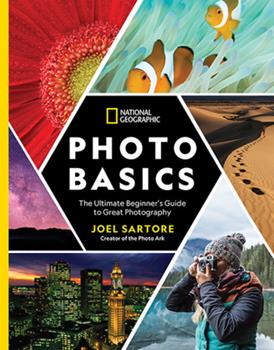 NATIONAL
GEOGRAPHIC
PHOTO
BASICS
The Ultimate Beginner's Guide
to Great Photography
JOEL SARTORE
Creator of the Photo Ark